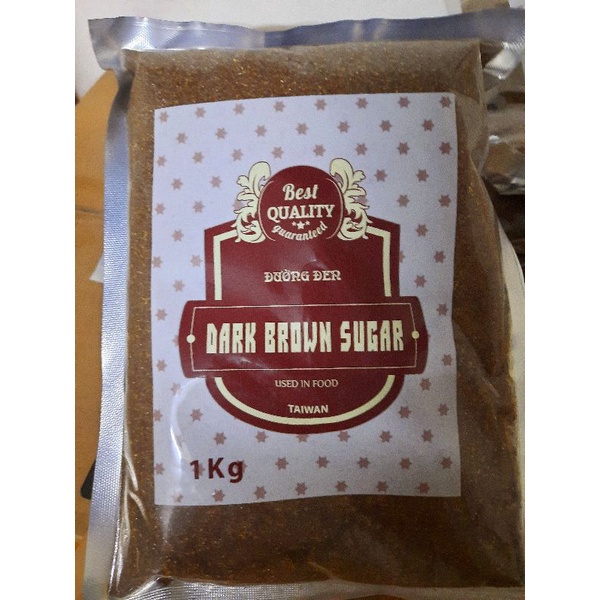 Best
QUALITY
guaranteed
ĐƯỜNG ĐEN
DARK BROWN SUGAR
USED IN FOOD
TAIWAN
1Kg